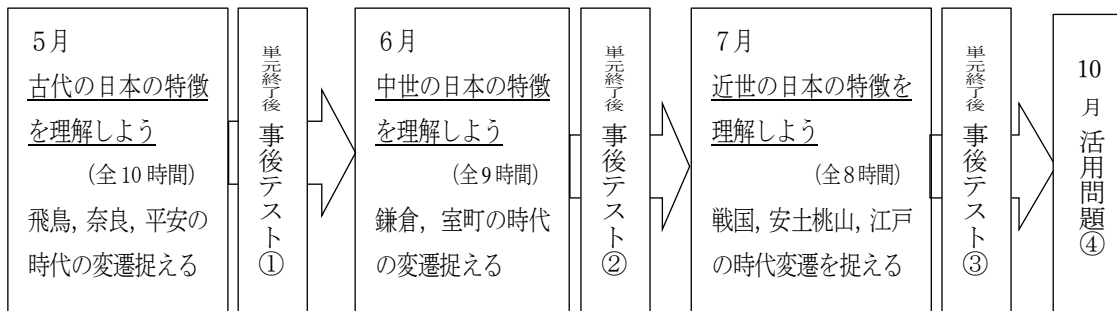 5月
古代の日本の特徴
を理解しよう
(全10時間)
飛鳥,奈良,平安の
時代の変遷捉える
単元終了後 事後テスト①
6月
中世の日本の特徴
を理解しよう
(全9時間)
鎌倉,室町の時代
の変遷捉える
単元終了後 事後テスト②
7月
近世の日本の特徴を
理解しよう
(全8時間)
戦国,安土桃山,江戸
の時代変遷を捉える
単元終了後 事後テスト③
10月 活用問題④